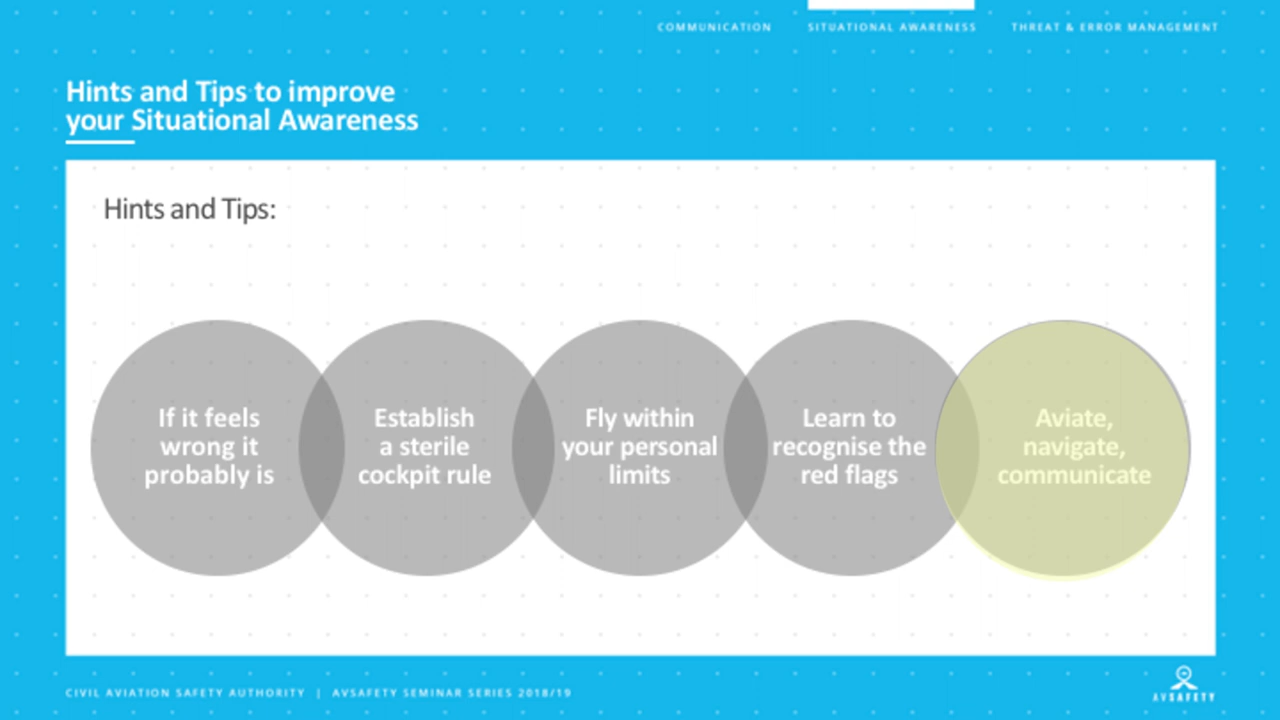 COMMUNICATION SITUATIONAL AWARENESS THREAT & ERROR MANAGEMENT
Hints and Tips to improve
your Situational Awareness
Hints and Tips:
If it feels
wrong it
probably is
Establish
a sterile
cockpit rule
Fly within
your personal
limits
Learn to
recognise the
red flags
Aviate,
navigate,
communicate
CIVIL AVIATION SAFETY AUTHORITY | AVSAFETY SEMINAR SERIES 2018/19
AVSAFETY